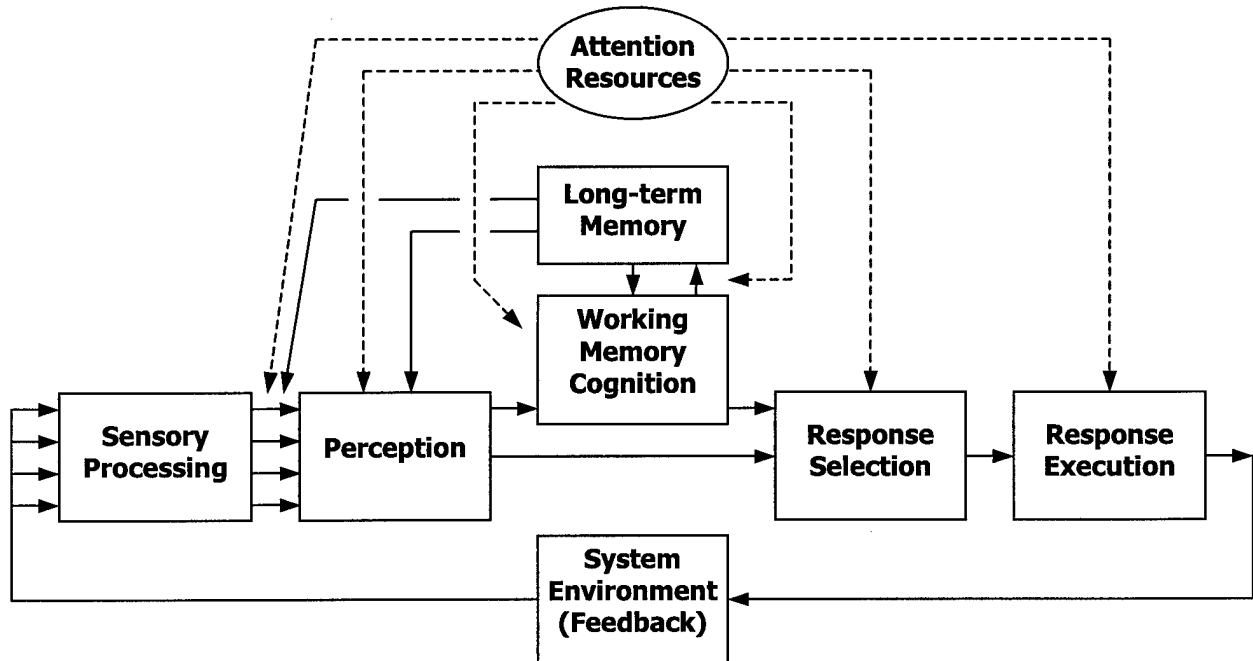 Attention
Resources
Long-term
Memory
Working
Memory
Cognition
Sensory
Processing
Perception
Response
Selection
Response
Execution
System
Environment
(Feedback)